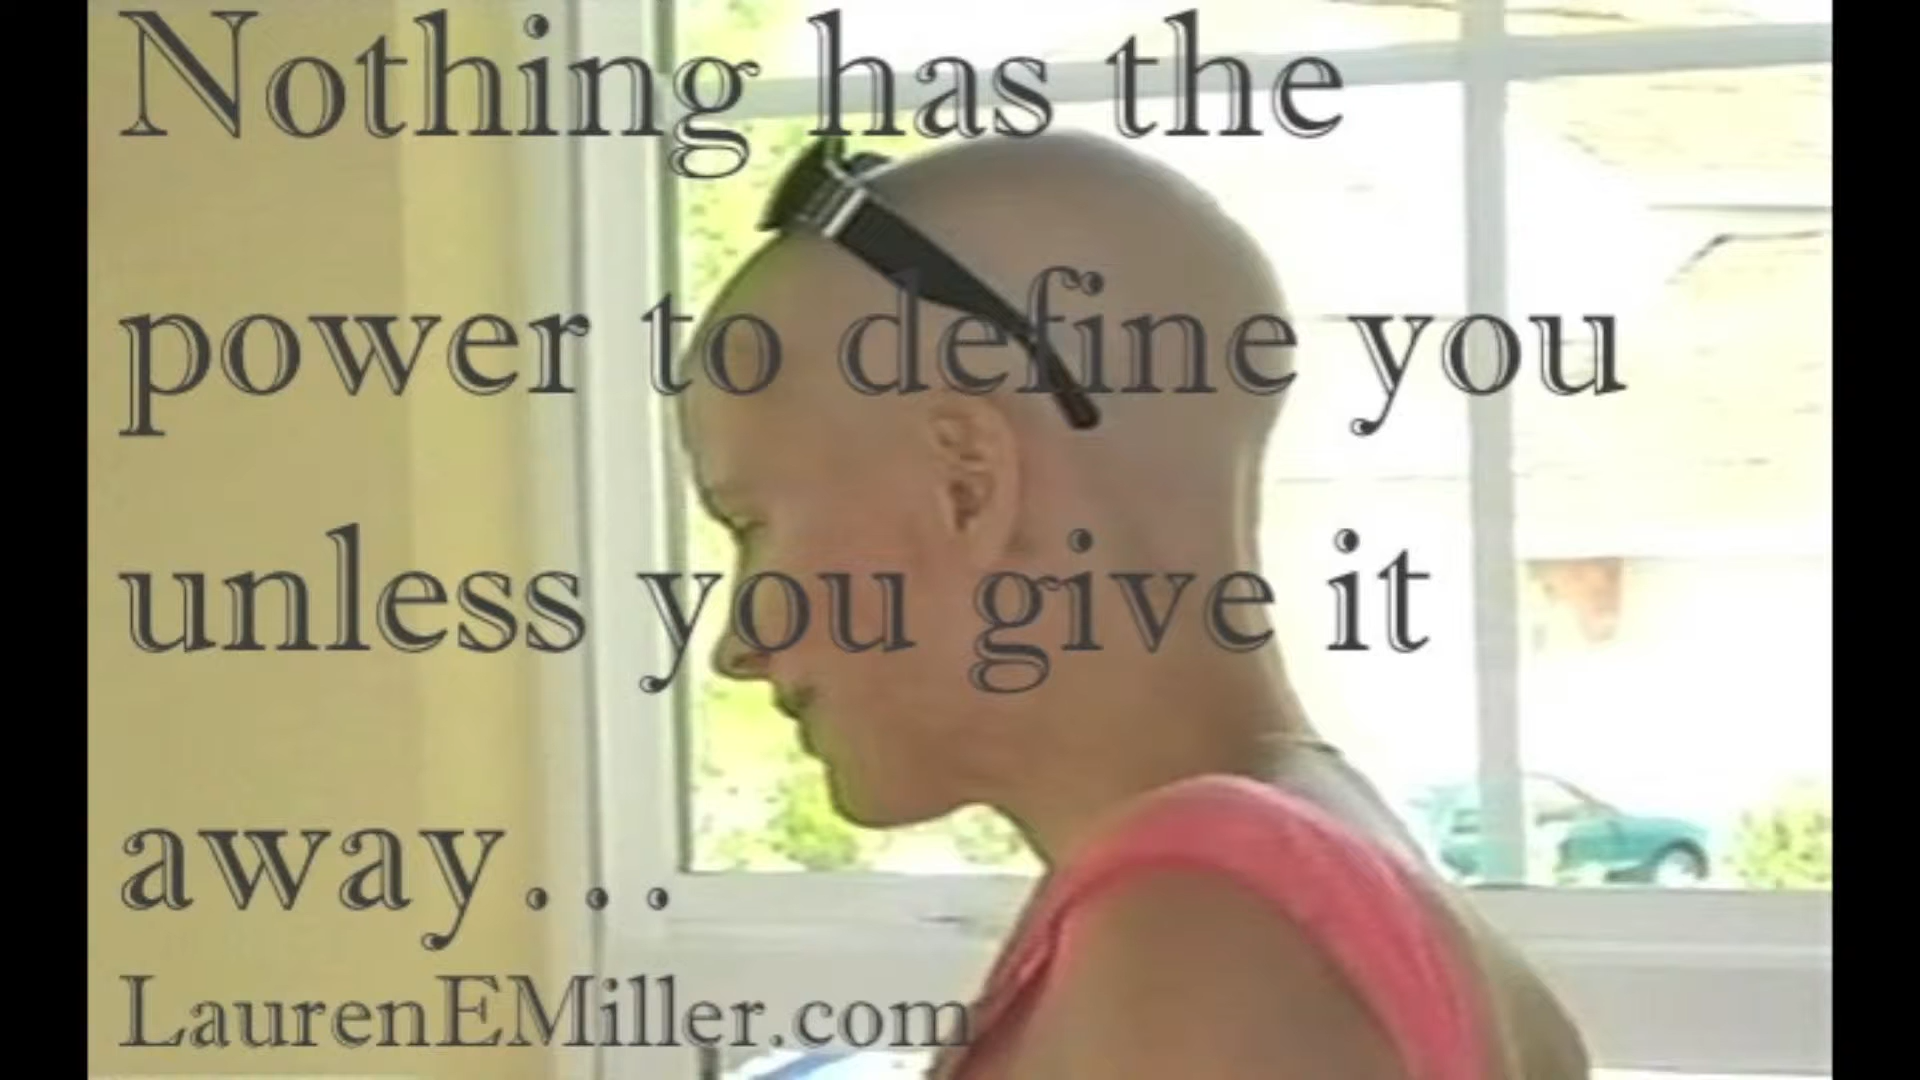 Nothing has the
power to define you
unless you give it
away...
LaurenEMiller.com